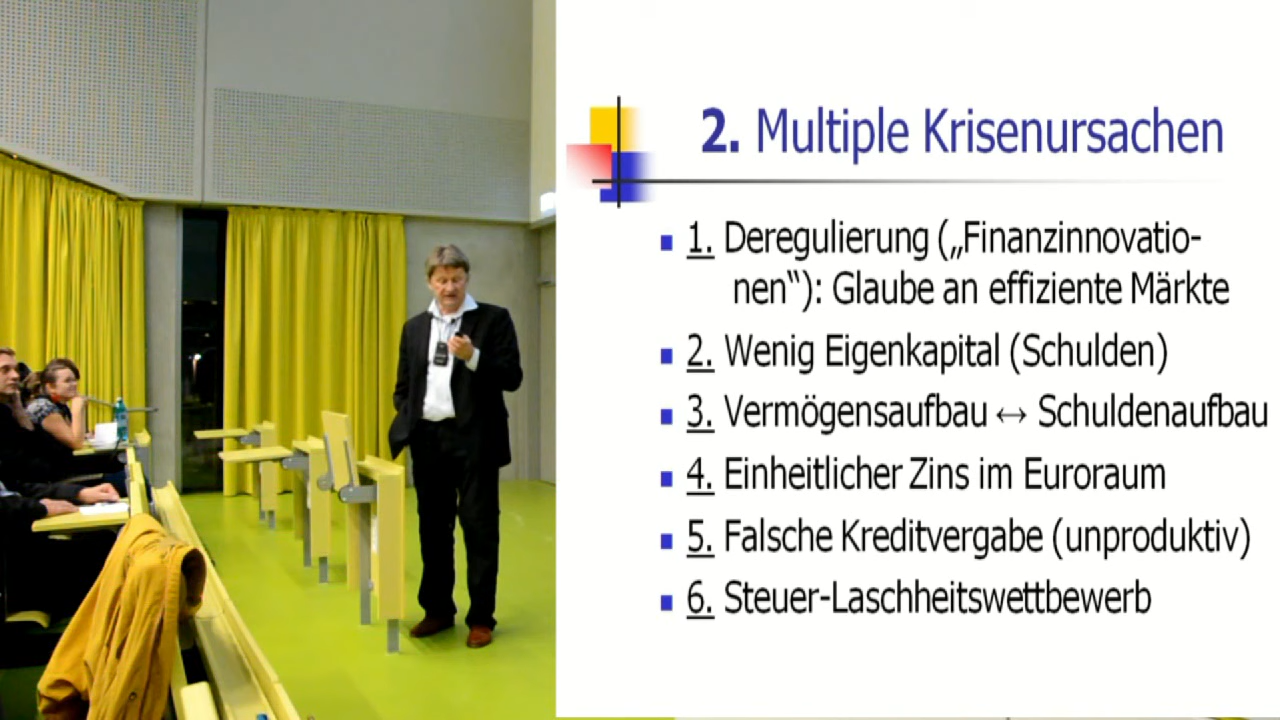 2. Multiple Krisenursachen
1. Deregulierung („Finanzinnovatio-
nen“): Glaube an effiziente Märkte
2. Wenig Eigenkapital (Schulden)
3. Vermögensaufbau ↔ Schuldenaufbau
4. Einheitlicher Zins im Euroraum
5. Falsche Kreditvergabe (unproduktiv)
6. Steuer-Laschheitswettbewerb